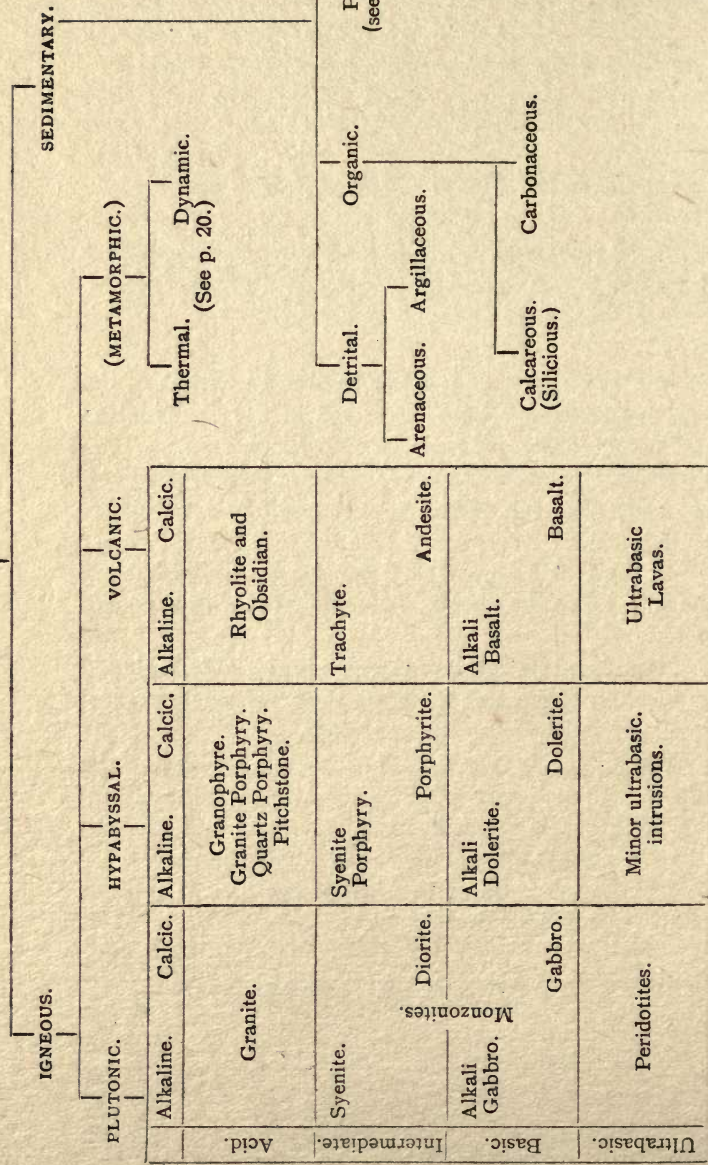 IGNEOUS.
SEDIMENTARY.
PLUTONIC.
HYPABYSSAL.
VOLCANIC.
(METAMORPHIC.)
Alkaline. Calcic.
Alkaline. Calcic.
Alkaline. Calcic.
Thermal. Dynamic.
(See p. 20.)
Acid.
Granite.
Granophyre.
Granite Porphyry.
Quartz Porphyry.
Pitchstone.
Rhyolite and
Obsidian.
Intermediate.
Syenite.
Diorite.
Syenite
Porphyry.
Porphyrite.
Trachyte.
Andesite.
Monzonites.
Basic.
Alkali
Gabbro.
Gabbro.
Alkali
Dolerite.
Dolerite.
Alkali
Basalt.
Basalt.
Ultrabasic.
Peridotites.
Minor ultrabasic.
intrusions.
Ultrabasic
Lavas.
Detrital.
Organic.
(see
Arenaceous. Argillaceous.
Calcareous.
(Silicious.)
Carbonaceous.